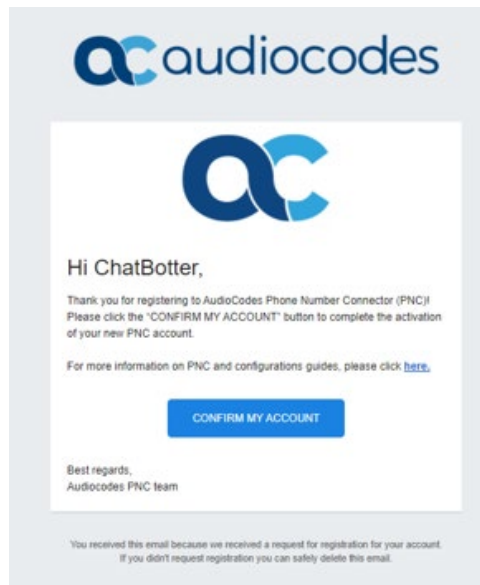 ac audiocodes
ac
Hi ChatBotter,
Thank you for registering to AudioCodes Phone Number Connector (PNC)!
Please click the "CONFIRM MY ACCOUNT" button to complete the activation
of your new PNC account.
For more information on PNC and configurations guides, please click here.
CONFIRM MY ACCOUNT
Best regards,
Audiocodes PNC team
You received this email because we received a request for registration for your account.
If you didn't request registration you can safely delete this email.